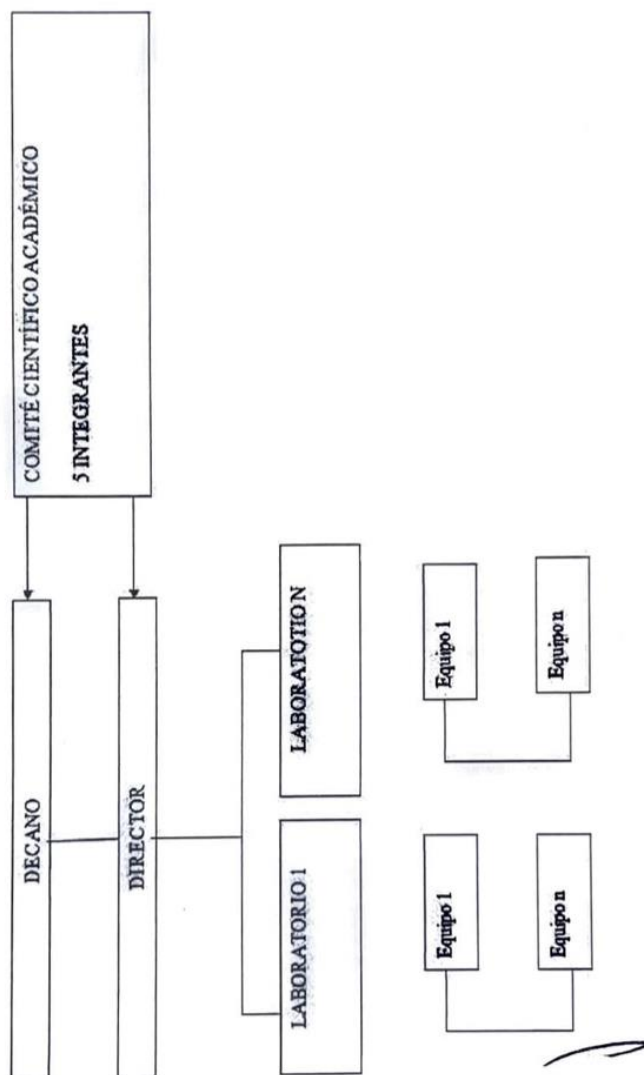 DECANO
COMITÉ CIENTÍFICO ACADÉMICO
5 INTEGRANTES
DIRECTOR
LABORATORIO 1
LABORATOTIO N
Equipo 1
Equipo n
Equipo 1
Equipo n